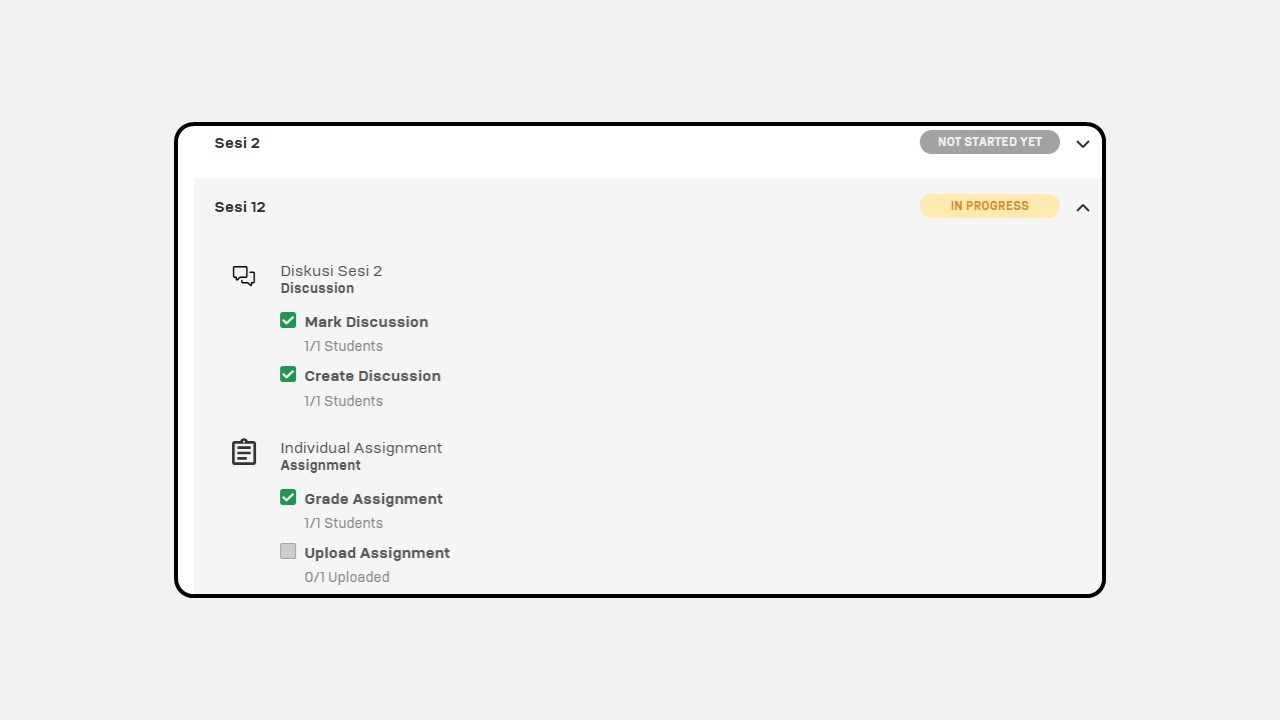 Sesi 2
NOT STARTED YET
Sesi 12
IN PROGRESS
Diskusi Sesi 2
Discussion
Mark Discussion
1/1 Students
Create Discussion
1/1 Students
Individual Assignment
Assignment
Grade Assignment
1/1 Students
Upload Assignment
0/1 Uploaded